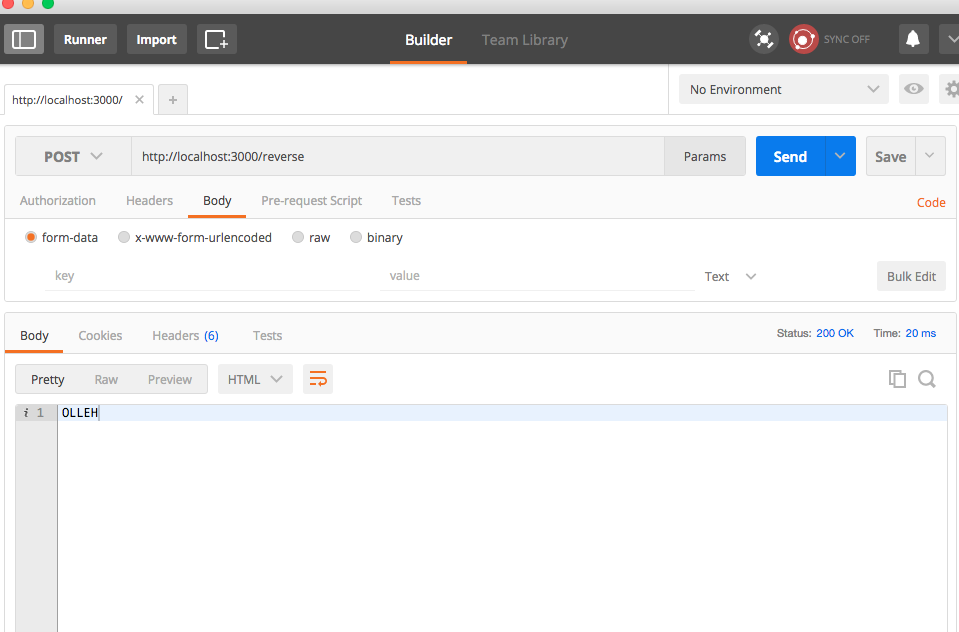 Runner Import Builder Team Library SYNC OFF
http://localhost:3000/ No Environment
POST http://localhost:3000/reverse Params Send Save
Authorization Headers Body Pre-request Script Tests Code
form-data x-www-form-urlencoded raw binary
key value Text Bulk Edit
Body Cookies Headers (6) Tests Status: 200 OK Time: 20 ms
Pretty Raw Preview HTML
i 1 OLLEH